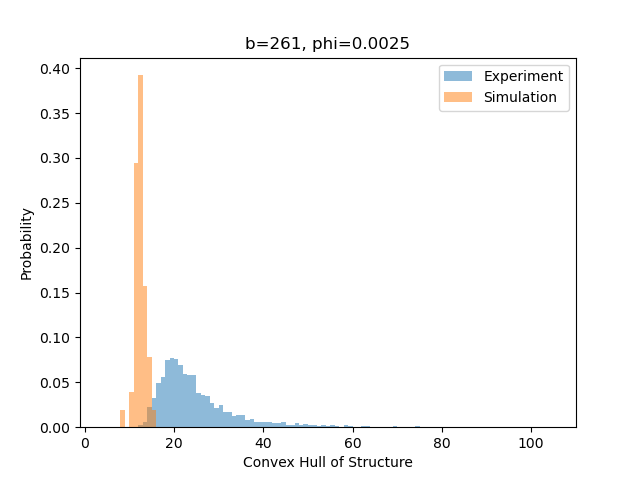 b=261, phi=0.0025
Experiment
Simulation
Probability
0.40
0.35
0.30
0.25
0.20
0.15
0.10
0.05
0.00
0 20 40 60 80 100
Convex Hull of Structure